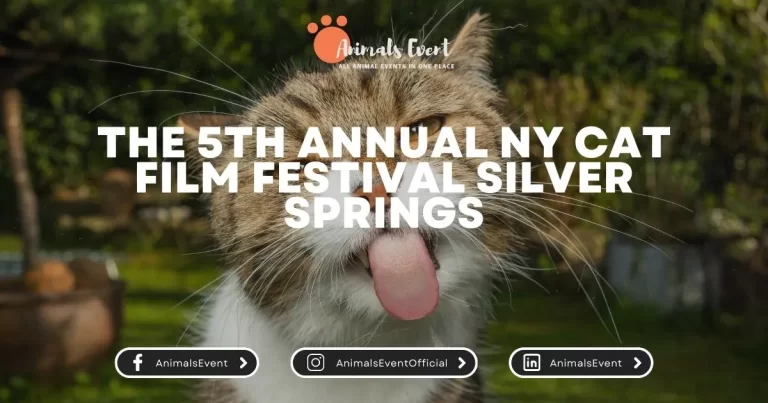 Animals Event
ALL ANIMAL EVENTS IN ONE PLACE
THE 5TH ANNUAL NY CAT
FILM FESTIVAL SILVER
SPRINGS
AnimalsEvent
AnimalsEventOfficial
AnimalsEvent